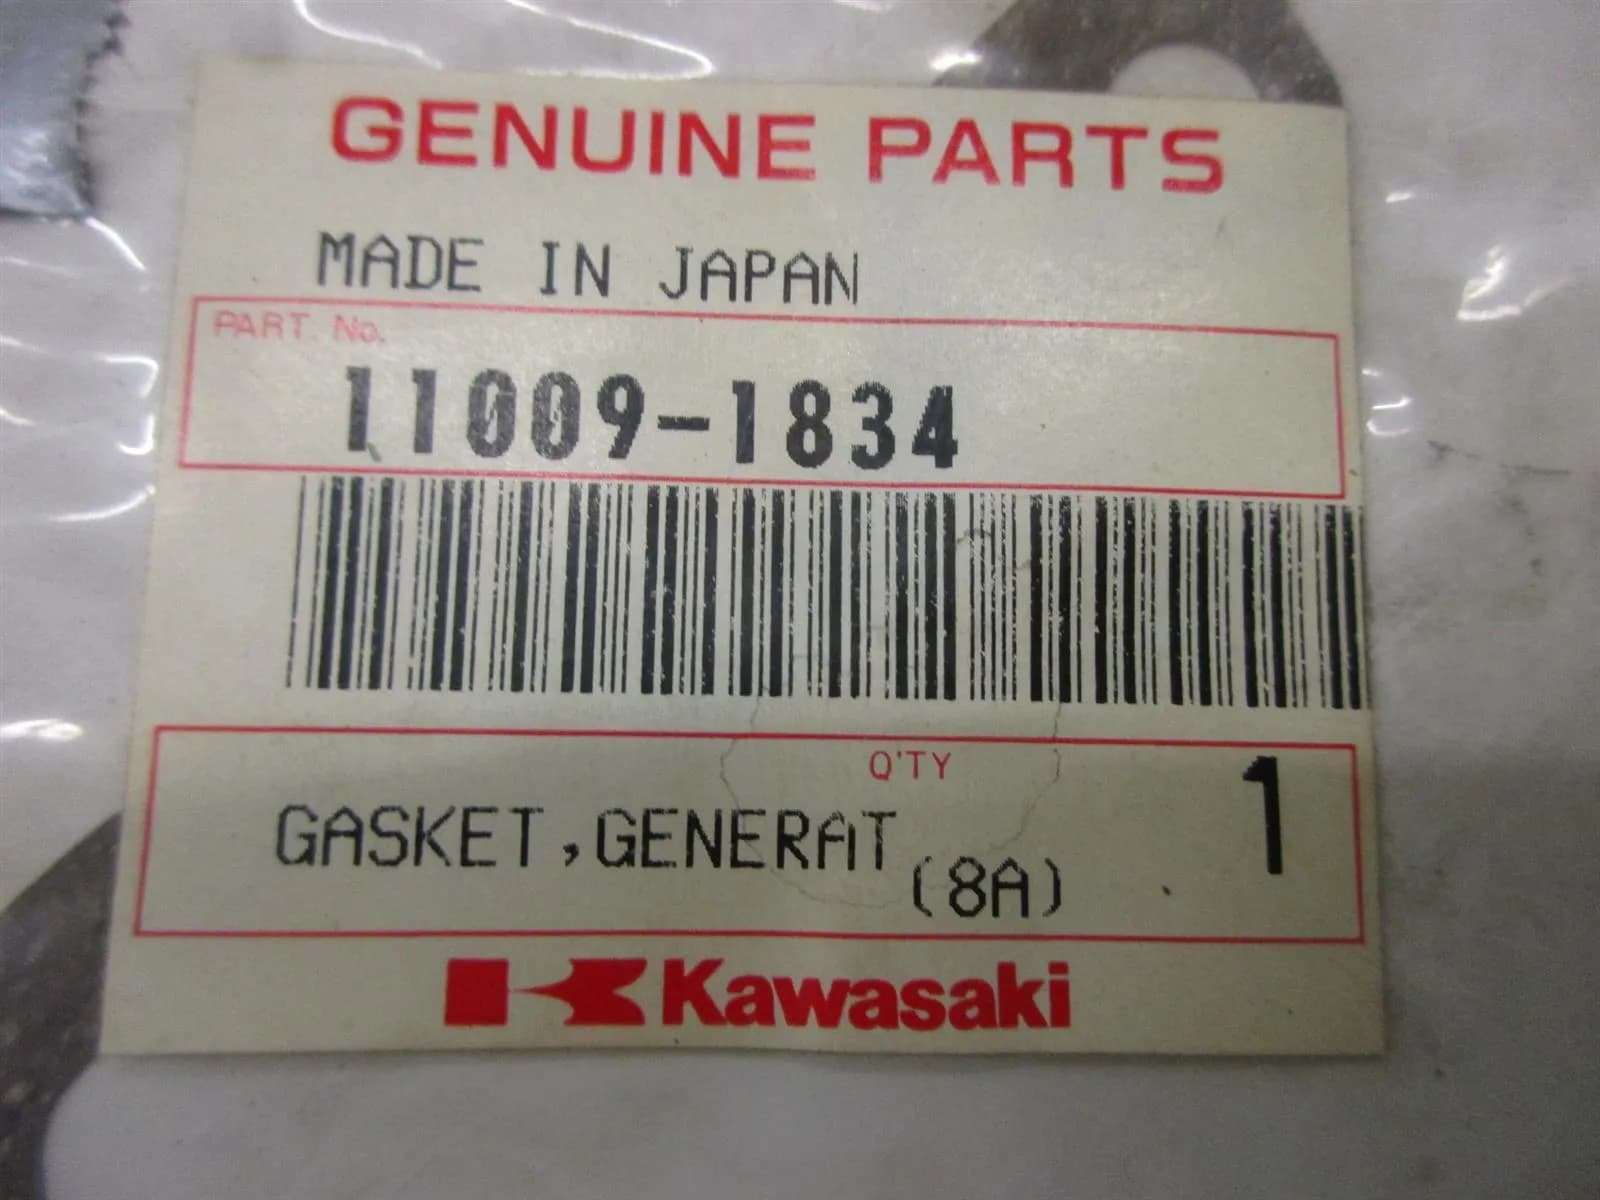 GENUINE PARTS
MADE IN JAPAN
PART. No.
11009-1834
Q'TY
1
GASKET,GENERAT
(8A)
Kawasaki